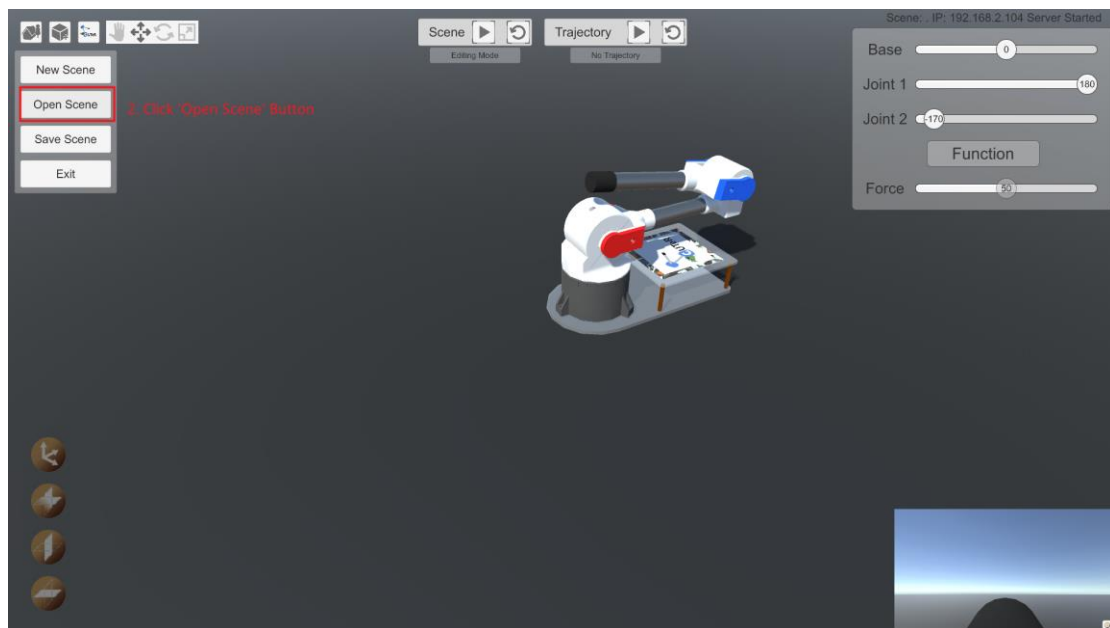 Scene: . IP: 192.168.2.104 Server Started
Scene
Editing Mode
Trajectory
No Trajectory
New Scene
Open Scene
2. Click 'Open Scene' Button
Save Scene
Exit
Base 0
Joint 1 180
Joint 2 -170
Function
Force 50